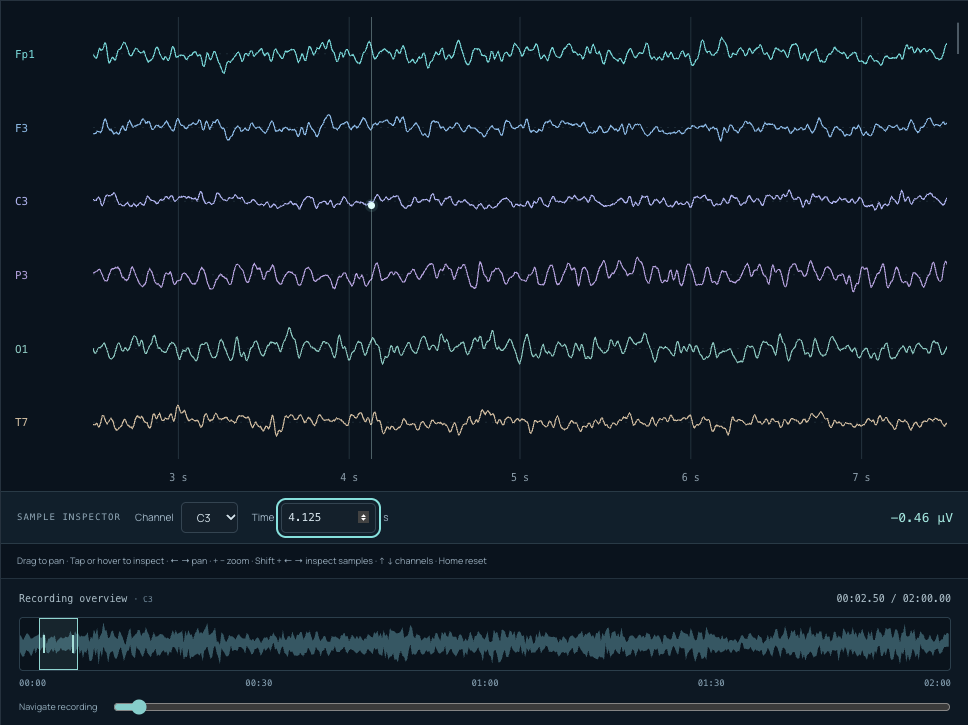 Fp1
F3
C3
P3
O1
T7
3 s 4 s 5 s 6 s 7 s
SAMPLE INSPECTOR Channel C3 Time 4.125 s −0.46 µV
Drag to pan · Tap or hover to inspect · ← → pan · + − zoom · Shift + ← → inspect samples · ↑ ↓ channels · Home reset
Recording overview · C3 00:02.50 / 02:00.00
00:00 00:30 01:00 01:30 02:00
Navigate recording